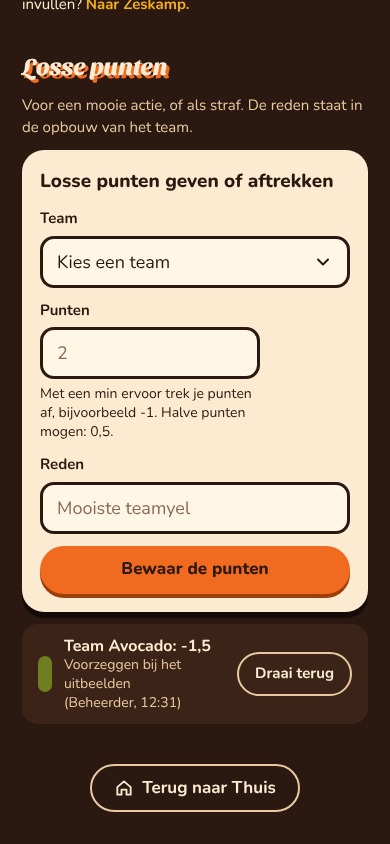 invullen? Naar Zeskamp.
Losse punten
Voor een mooie actie, of als straf. De reden staat in
de opbouw van het team.
Losse punten geven of aftrekken
Team
Kies een team
Punten
2
Met een min ervoor trek je punten
af, bijvoorbeeld -1. Halve punten
mogen: 0,5.
Reden
Mooiste teamyel
Bewaar de punten
Team Avocado: -1,5
Voorzeggen bij het
uitbeelden
(Beheerder, 12:31)
Draai terug
Terug naar Thuis